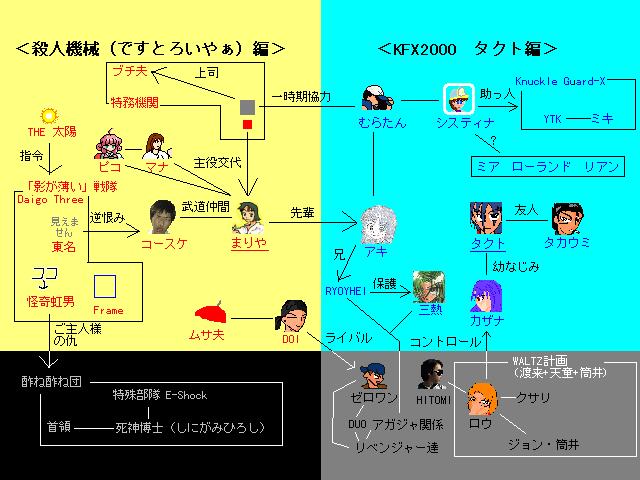 ＜殺人機械（ですとろいやぁ）編＞
＜KFX2000　タクト編＞
ブチ夫
上司
特務機関
一時期協力
むらたん
システィナ
助っ人
Knuckle Guard-X
YTK
ミキ
？
ミア　ローランド　リアン
THE 太陽
指令
ピコ
マナ
主役交代
「影が薄い」戦隊
Daigo Three
見えま
せん
東名
逆恨み
コースケ
武道仲間
まりや
先輩
アキ
タクト
友人
タカウミ
ココ
怪奇虹男
Frame
兄
RYOYHEI
保護
三熱
幼なじみ
カザナ
ムサ夫
DOI
ライバル
コントロール
ご主人様
の仇
酢ね酢ね団
特殊部隊 E-Shock
首領
死神博士（しにがみひろし）
ゼロワン
HITOMI
WALTZ計画
（渡来+天童+筒井）
クサリ
ロウ
DUO アガジャ関係
リベンジャー達
ジョン・筒井